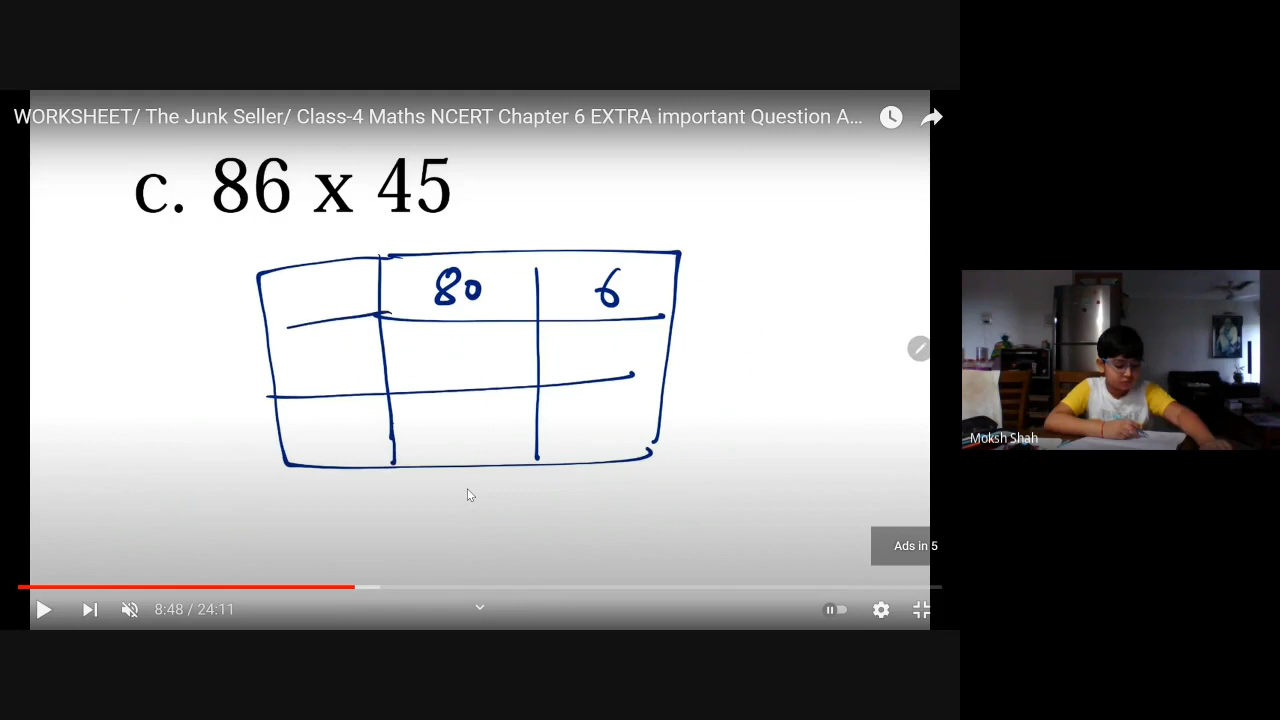 WORKSHEET/ The Junk Seller/ Class-4 Maths NCERT Chapter 6 EXTRA important Question A...
c. 86 x 45
80 6
Moksh Shah
Ads in 5
8:48 / 24:11